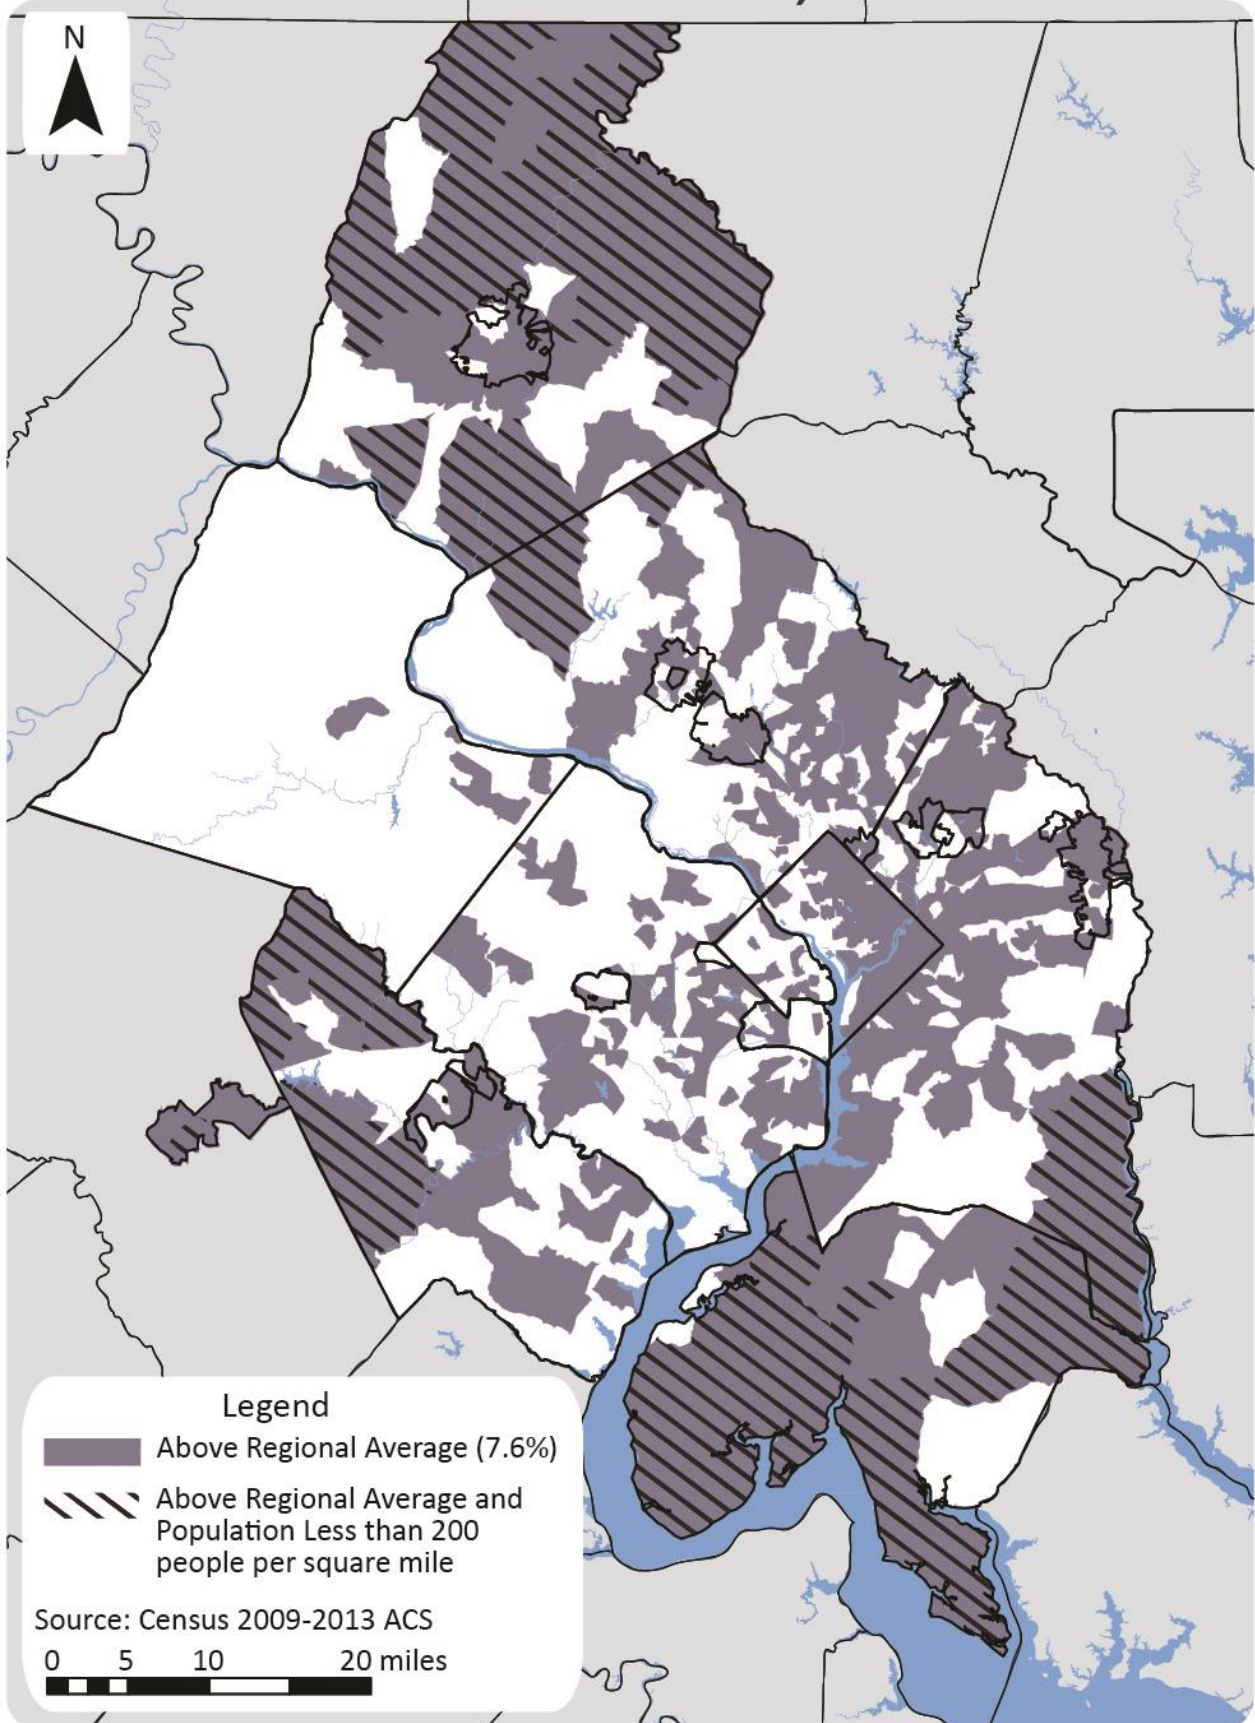 N
Legend
Above Regional Average (7.6%)
Above Regional Average and
Population Less than 200
people per square mile
Source: Census 2009-2013 ACS
0 5 10 20 miles